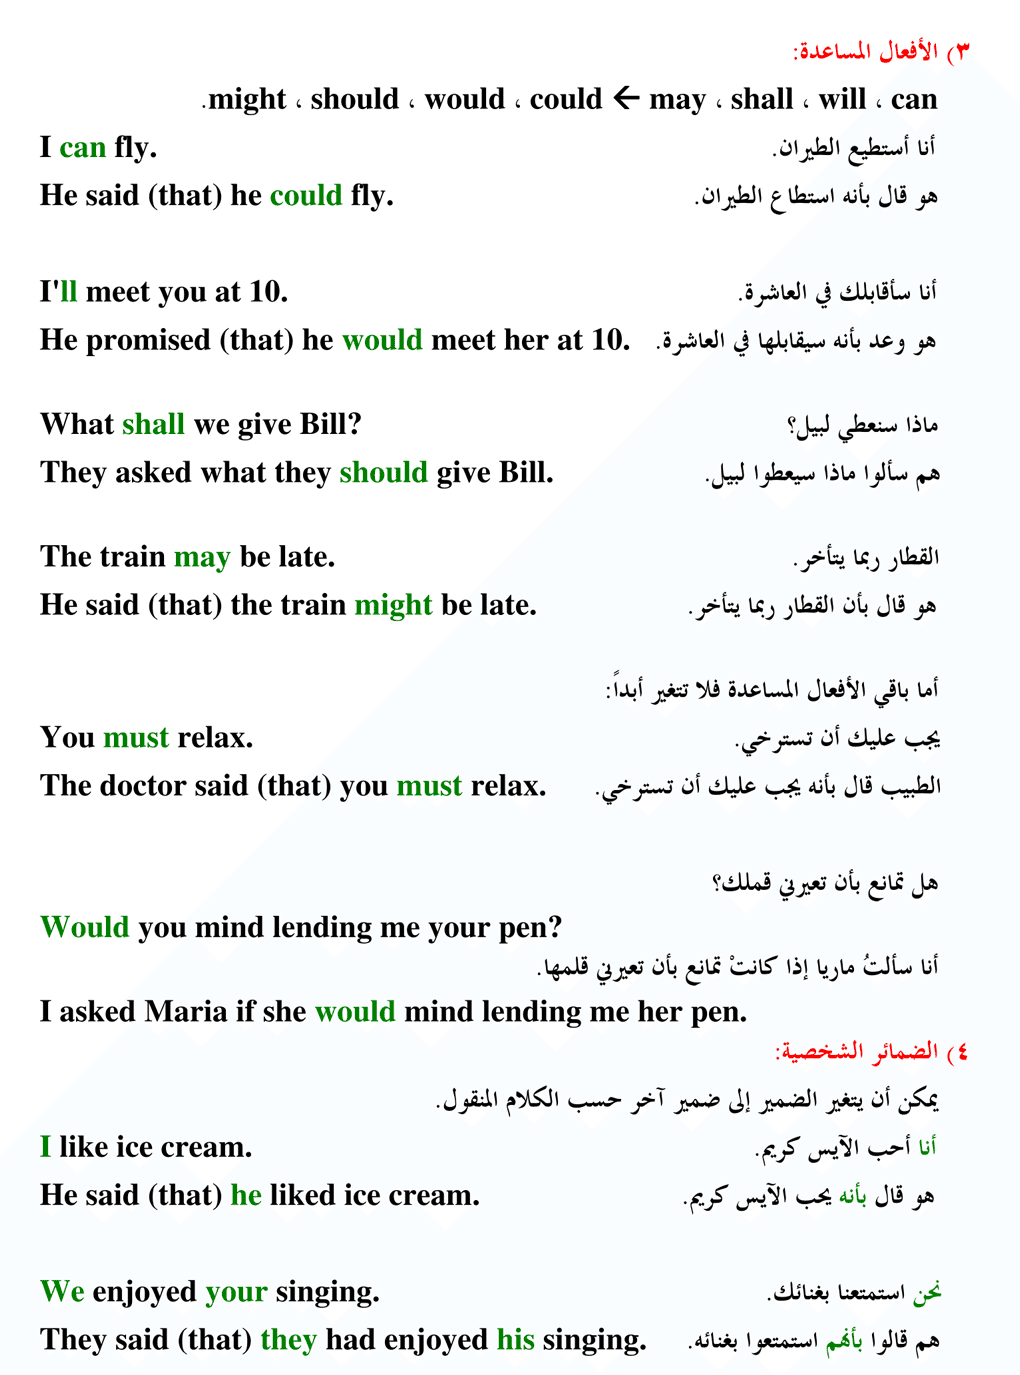 ٣) الأفعال المساعدة:
might ، should ، would ، could ← may ، shall ، will ، can.
I can fly. أنا أستطيع الطيران.
He said (that) he could fly. هو قال بأنه استطاع الطيران.
I'll meet you at 10. أنا سأقابلك في العاشرة.
He promised (that) he would meet her at 10. هو وعد بأنه سيقابلها في العاشرة.
What shall we give Bill? ماذا سنعطي لبيل؟
They asked what they should give Bill. هم سألوا ماذا سيعطوا لبيل.
The train may be late. القطار ربما يتأخر.
He said (that) the train might be late. هو قال بأن القطار ربما يتأخر.
أما باقي الأفعال المساعدة فلا تتغير أبداً:
You must relax. يجب عليك أن تسترخي.
The doctor said (that) you must relax. الطبيب قال بأنه يجب عليك أن تسترخي.
هل تمانع بأن تعيرني قملك؟
Would you mind lending me your pen?
أنا سألتُ ماريا إذا كانتْ تمانع بأن تعيرني قلمها.
I asked Maria if she would mind lending me her pen.
٤) الضمائر الشخصية:
يمكن أن يتغير الضمير إلى ضمير آخر حسب الكلام المنقول.
I like ice cream. أنا أحب الآيس كريم.
He said (that) he liked ice cream. هو قال بأنه يحب الآيس كريم.
We enjoyed your singing. نحن استمتعنا بغنائك.
They said (that) they had enjoyed his singing. هم قالوا بأنهم استمتعوا بغنائه.